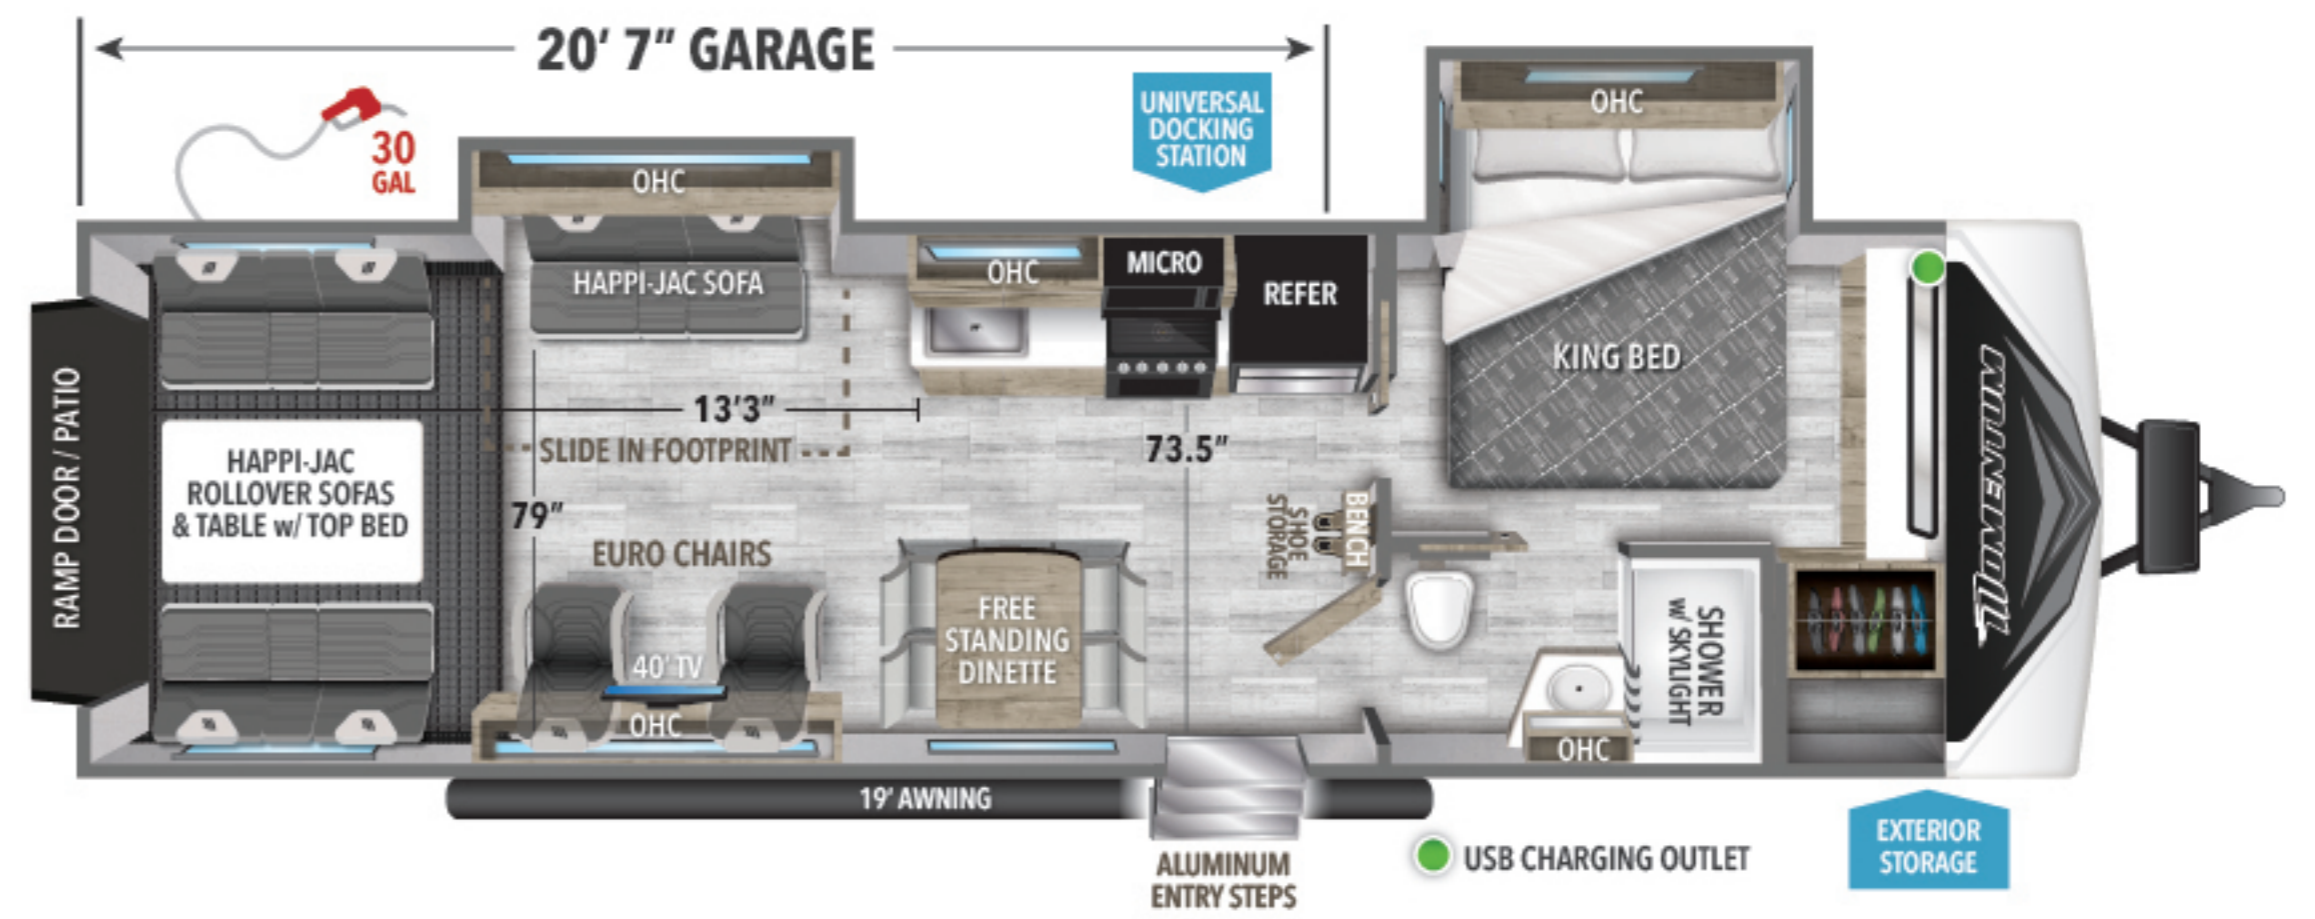 20' 7" GARAGE
30
GAL
UNIVERSAL
DOCKING
STATION
OHC
OHC
HAPPI-JAC SOFA
OHC
MICRO
REFER
KING BED
RAMP DOOR / PATIO
HAPPI-JAC
ROLLOVER SOFAS
& TABLE w/ TOP BED
13'3"
SLIDE IN FOOTPRINT
79"
73.5"
EURO CHAIRS
40' TV
OHC
FREE
STANDING
DINETTE
BENCH
SHOE
STORAGE
SHOWER
w/ SKYLIGHT
OHC
MOMENTUM
19' AWNING
ALUMINUM
ENTRY STEPS
USB CHARGING OUTLET
EXTERIOR
STORAGE